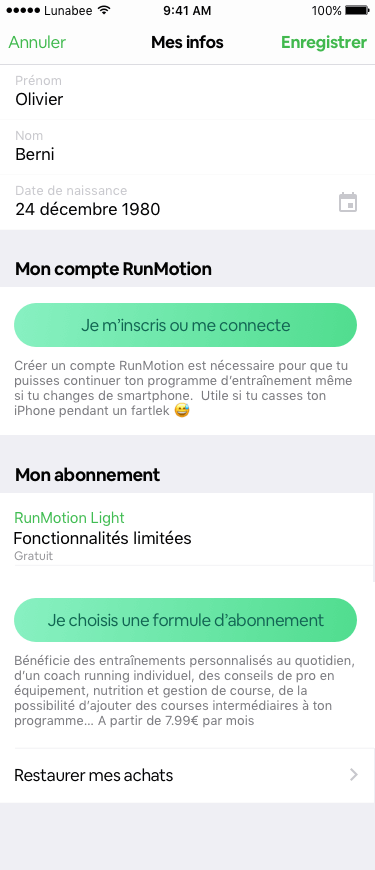 Lunabee 9:41 AM 100%
Annuler Mes infos Enregistrer
Prénom
Olivier
Nom
Berni
Date de naissance
24 décembre 1980
Mon compte RunMotion
Je m’inscris ou me connecte
Créer un compte RunMotion est nécessaire pour que tu
puisses continuer ton programme d’entraînement même
si tu changes de smartphone.  Utile si tu casses ton
iPhone pendant un fartlek 😅
Mon abonnement
RunMotion Light
Fonctionnalités limitées
Gratuit
Je choisis une formule d’abonnement
Bénéficie des entraînements personnalisés au quotidien,
d’un coach running individuel, des conseils de pro en
équipement, nutrition et gestion de course, de la
possibilité d’ajouter des courses intermédiaires à ton
programme... A partir de 7.99€ par mois
Restaurer mes achats